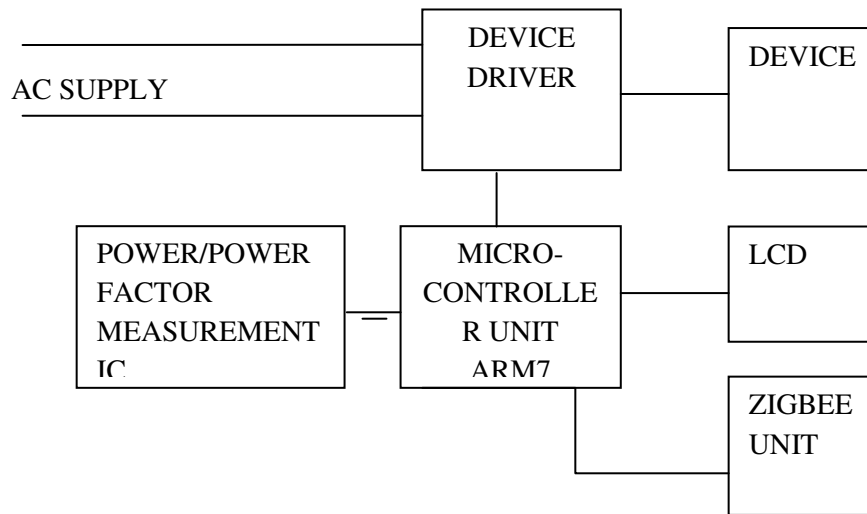 DEVICE
DRIVER
DEVICE
AC SUPPLY
POWER/POWER
FACTOR
MEASUREMENT
IC
MICRO-
CONTROLLE
R UNIT
ARM7
LCD
ZIGBEE
UNIT